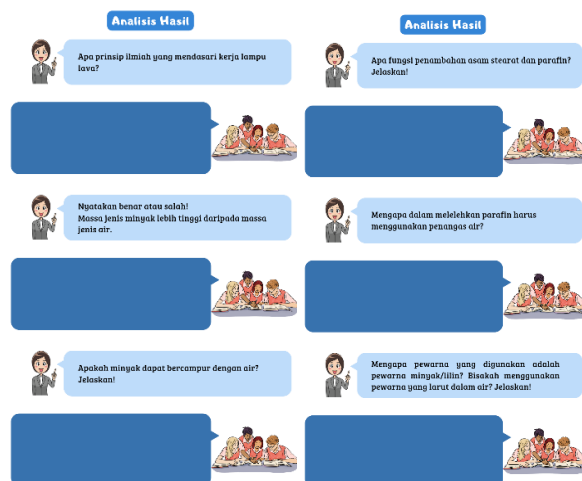 Analisis Hasil
Apa prinsip ilmiah yang mendasari kerja lampu
lava?
Nyatakan benar atau salah!
Massa jenis minyak lebih tinggi daripada massa
jenis air.
Apakah minyak dapat bercampur dengan air?
Jelaskan!
Analisis Hasil
Apa fungsi penambahan asam stearat dan parafin?
Jelaskan!
Mengapa dalam melelehkan parafin harus
menggunakan penangas air?
Mengapa pewarna yang digunakan adalah
pewarna minyak/lilin? Bisakah menggunakan
pewarna yang larut dalam air? Jelaskan!